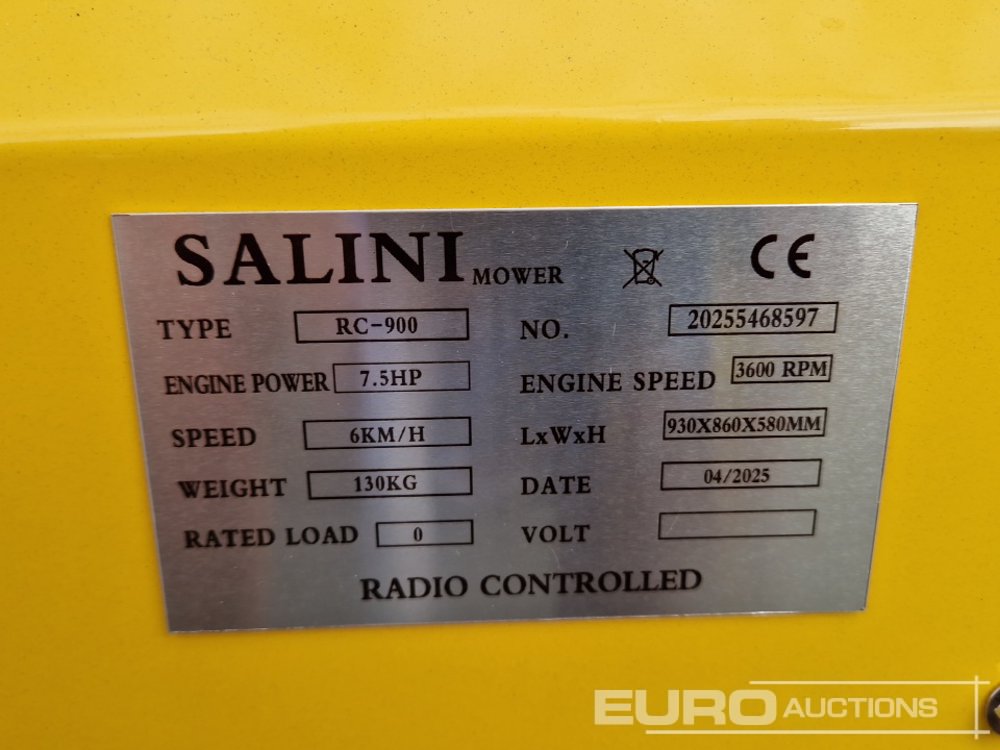 SALINI MOWER CE
TYPE RC-900 NO. 20255468597
ENGINE POWER 7.5HP ENGINE SPEED 3600 RPM
SPEED 6KM/H LxWxH 930X860X580MM
WEIGHT 130KG DATE 04/2025
RATED LOAD 0 VOLT
RADIO CONTROLLED
EURO AUCTIONS